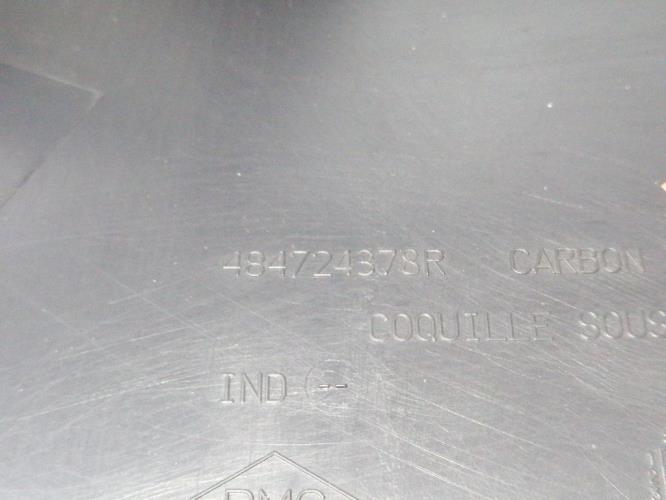 484724378R CARBON
COQUILLE SOUS
IND --